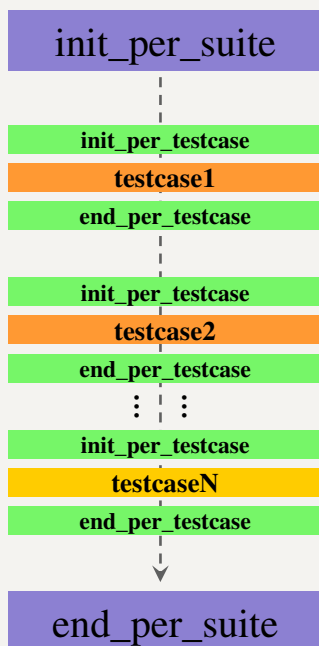 init_per_suite
init_per_testcase
testcase1
end_per_testcase
init_per_testcase
testcase2
end_per_testcase
init_per_testcase
testcaseN
end_per_testcase
end_per_suite